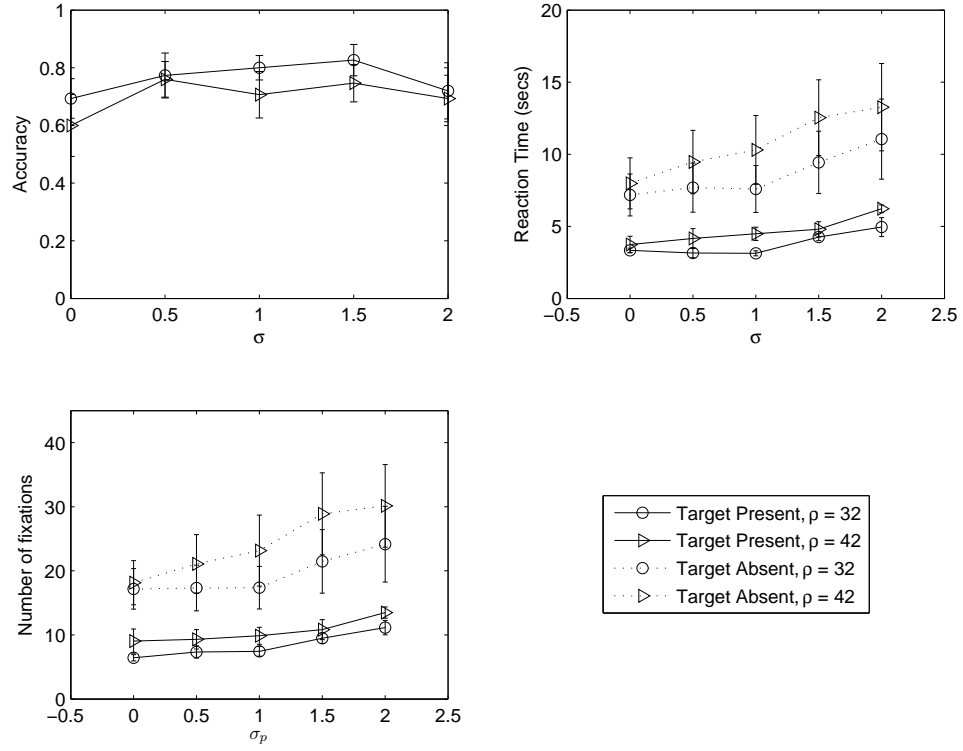 1
0.8
0.6
0.4
0.2
0
Accuracy
0 0.5 1 1.5 2
σ
20
15
10
5
0
Reaction Time (secs)
−0.5 0 0.5 1 1.5 2 2.5
σ
40
30
20
10
0
Number of fixations
−0.5 0 0.5 1 1.5 2 2.5
σp
Target Present, ρ = 32
Target Present, ρ = 42
Target Absent, ρ = 32
Target Absent, ρ = 42